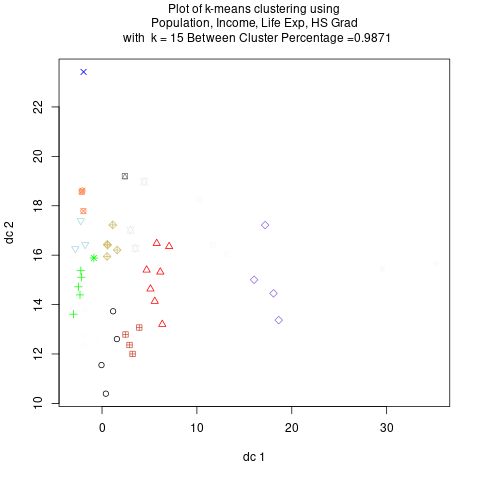 Plot of k-means clustering using
Population, Income, Life Exp, HS Grad
with k = 15 Between Cluster Percentage =0.9871
22
20
18
16
14
12
10
dc 2
0 10 20 30
dc 1